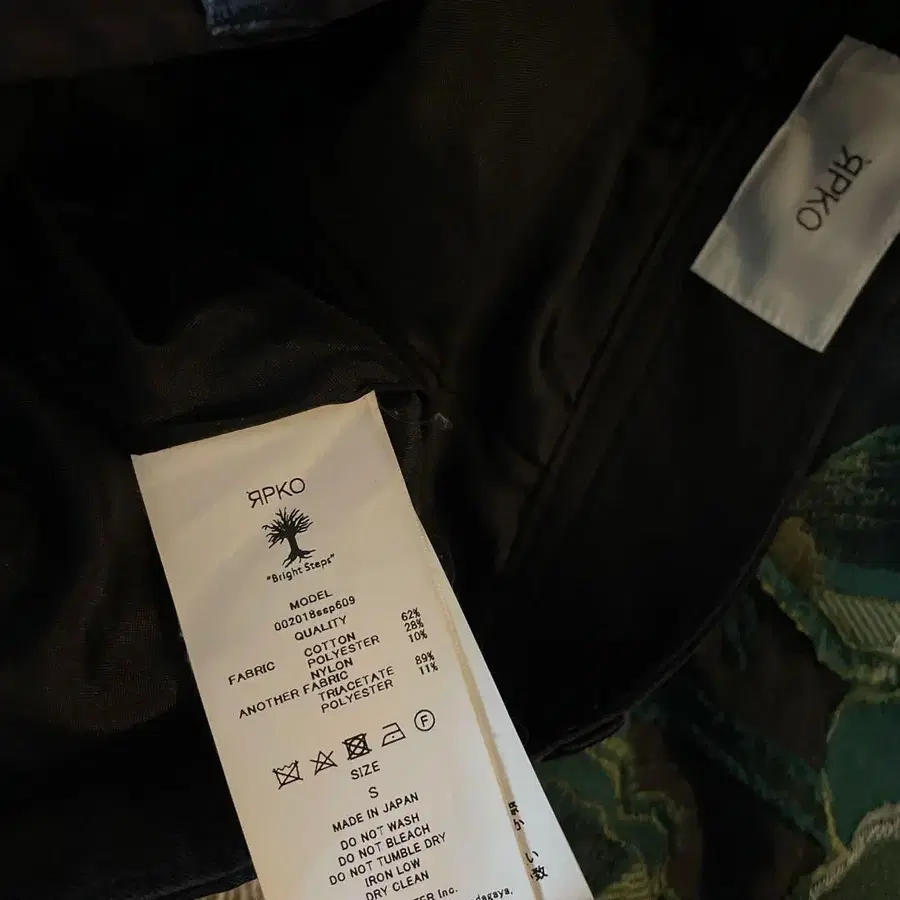 ЯPKO
ЯPKO
"Bright Steps"
MODEL
002018ssp609
QUALITY
FABRIC COTTON 62%
POLYESTER 28%
NYLON 10%
ANOTHER FABRIC
TRIACETATE 89%
POLYESTER 11%
F
SIZE
S
MADE IN JAPAN
DO NOT WASH
DO NOT BLEACH
DO NOT TUMBLE DRY
IRON LOW
DRY CLEAN
Inc.